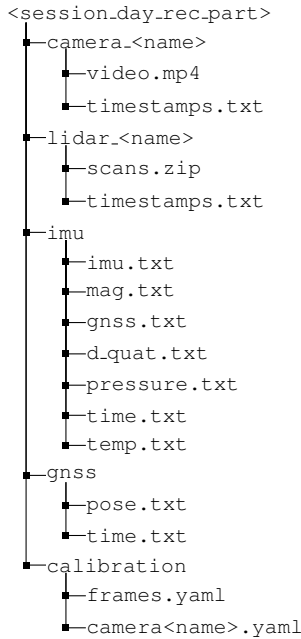 <session_day_rec_part>
camera_<name>
video.mp4
timestamps.txt
lidar_<name>
scans.zip
timestamps.txt
imu
imu.txt
mag.txt
gnss.txt
d_quat.txt
pressure.txt
time.txt
temp.txt
gnss
pose.txt
time.txt
calibration
frames.yaml
camera<name>.yaml